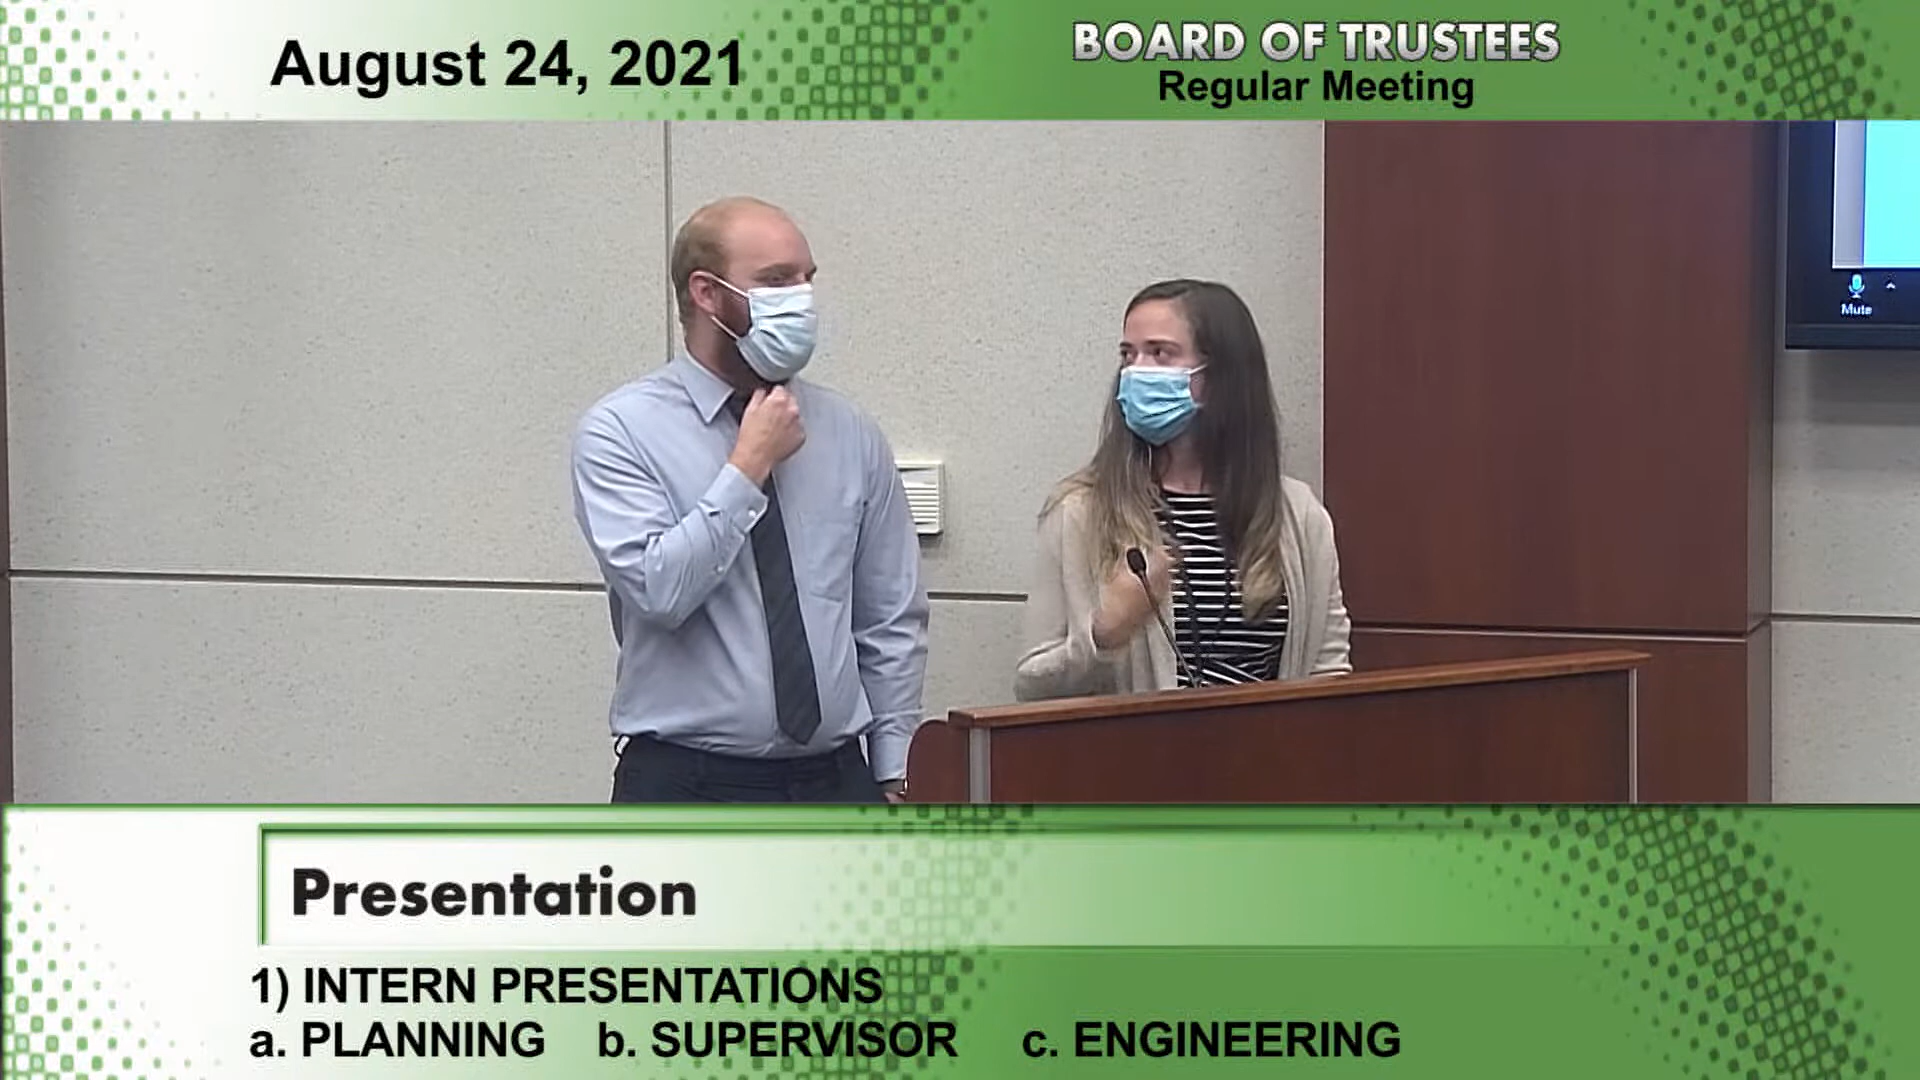 August 24, 2021
BOARD OF TRUSTEES
Regular Meeting
Mute
Presentation
1) INTERN PRESENTATIONS
a. PLANNING b. SUPERVISOR c. ENGINEERING